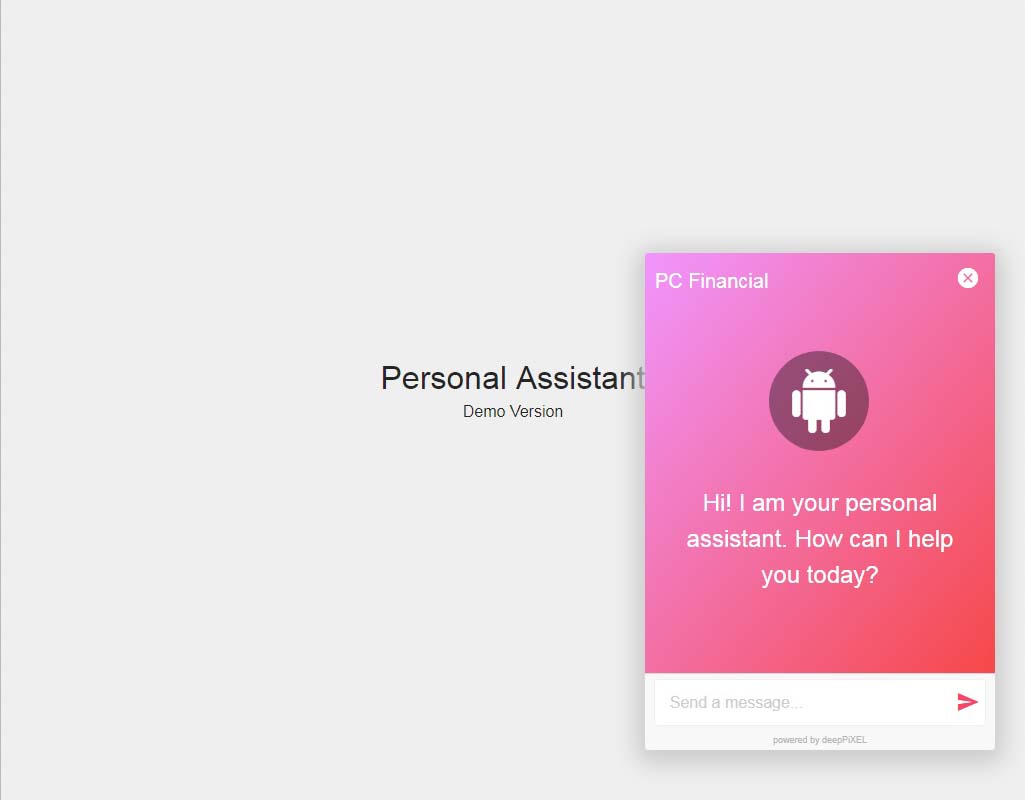 Personal Assistant
Demo Version
PC Financial
Hi! I am your personal
assistant. How can I help
you today?
Send a message...
powered by deepPiXEL